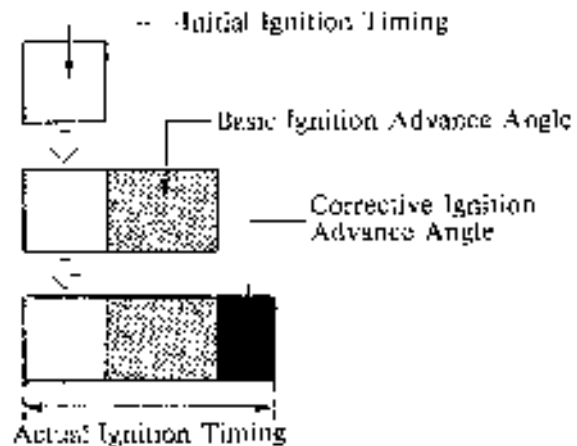 Initial Ignition Timing
Basic Ignition Advance Angle
Corrective Ignition
Advance Angle
Actual Ignition Timing